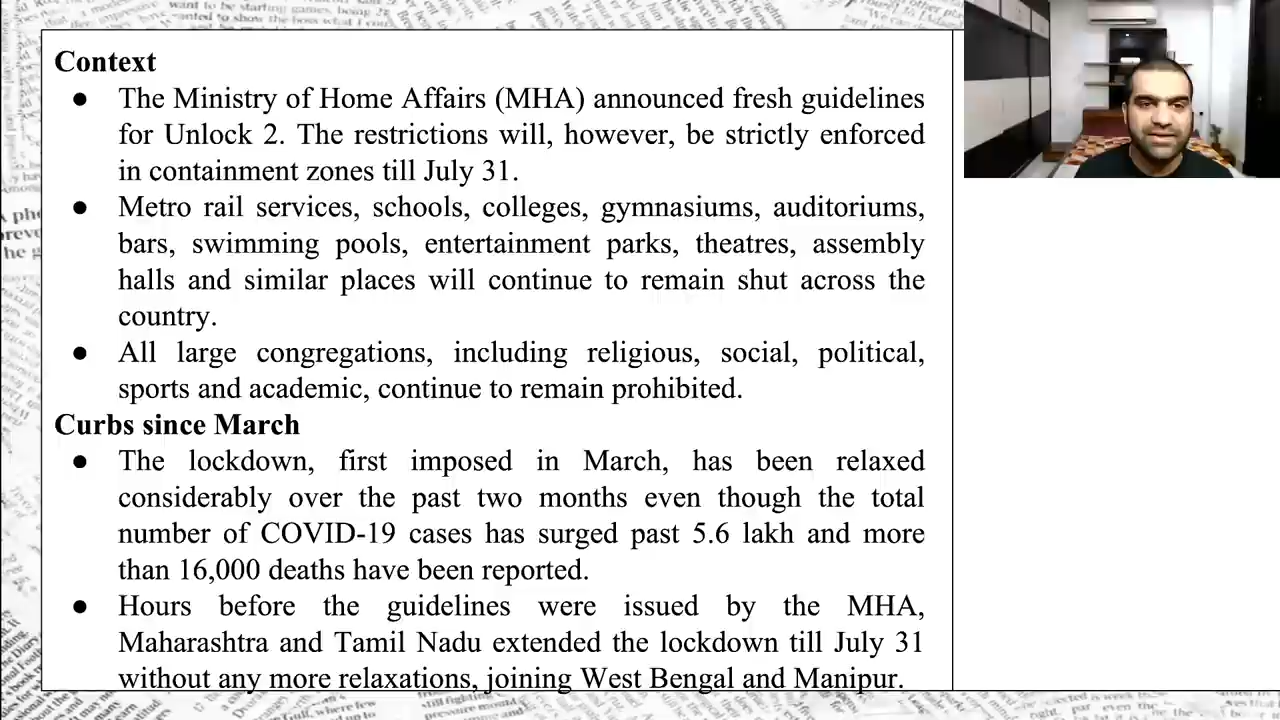 want to be starting games, being 2
Context
● The Ministry of Home Affairs (MHA) announced fresh guidelines
for Unlock 2. The restrictions will, however, be strictly enforced
in containment zones till July 31.
● Metro rail services, schools, colleges, gymnasiums, auditoriums,
bars, swimming pools, entertainment parks, theatres, assembly
halls and similar places will continue to remain shut across the
country.
● All large congregations, including religious, social, political,
sports and academic, continue to remain prohibited.
Curbs since March
● The lockdown, first imposed in March, has been relaxed
considerably over the past two months even though the total
number of COVID-19 cases has surged past 5.6 lakh and more
than 16,000 deaths have been reported.
● Hours before the guidelines were issued by the MHA,
Maharashtra and Tamil Nadu extended the lockdown till July 31
without any more relaxations, joining West Bengal and Manipur.